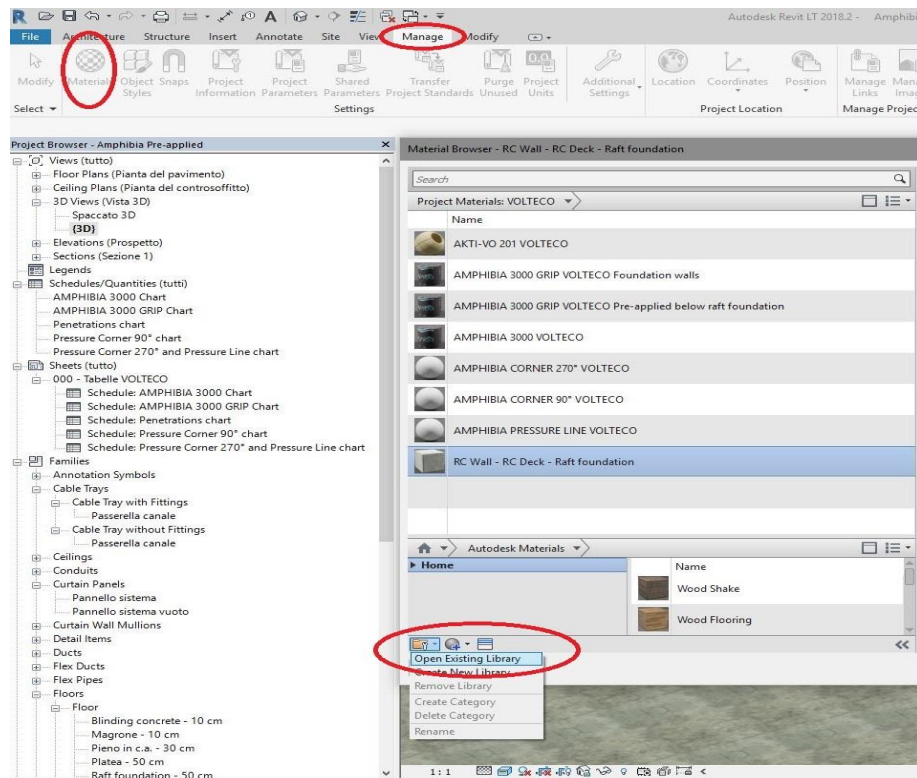 Autodesk Revit LT 2018.2 - Amphibi
File Architecture Structure Insert Annotate Site View Manage Modify
Modify Materials Object Styles Snaps Project Information Project Parameters Shared Parameters Transfer Project Standards Purge Unused Project Units Additional Settings Location Coordinates Position Manage Links
Select Settings Project Location Manage Projec
Project Browser - Amphibia Pre-applied
Views (tutto)
Floor Plans (Pianta del pavimento)
Ceiling Plans (Pianta del controsoffitto)
3D Views (Vista 3D)
Spaccato 3D
{3D}
Elevations (Prospetto)
Sections (Sezione 1)
Legends
Schedules/Quantities (tutti)
AMPHIBIA 3000 Chart
AMPHIBIA 3000 GRIP Chart
Penetrations chart
Pressure Corner 90° chart
Pressure Corner 270° and Pressure Line chart
Sheets (tutto)
000 - Tabelle VOLTECO
Schedule: AMPHIBIA 3000 Chart
Schedule: AMPHIBIA 3000 GRIP Chart
Schedule: Penetrations chart
Schedule: Pressure Corner 90° chart
Schedule: Pressure Corner 270° and Pressure Line chart
Families
Annotation Symbols
Cable Trays
Cable Tray with Fittings
Passerella canale
Cable Tray without Fittings
Passerella canale
Ceilings
Conduits
Curtain Panels
Pannello sistema
Pannello sistema vuoto
Curtain Wall Mullions
Detail Items
Ducts
Flex Ducts
Flex Pipes
Floors
Floor
Blinding concrete - 10 cm
Magrone - 10 cm
Pieno in c.a. - 30 cm
Platea - 50 cm
Raft foundation - 50 cm
Material Browser - RC Wall - RC Deck - Raft foundation
Search
Project Materials: VOLTECO
Name
AKTI-VO 201 VOLTECO
AMPHIBIA 3000 GRIP VOLTECO Foundation walls
AMPHIBIA 3000 GRIP VOLTECO Pre-applied below raft foundation
AMPHIBIA 3000 VOLTECO
AMPHIBIA CORNER 270° VOLTECO
AMPHIBIA CORNER 90° VOLTECO
AMPHIBIA PRESSURE LINE VOLTECO
RC Wall - RC Deck - Raft foundation
Autodesk Materials
Home
Name
Wood Shake
Wood Flooring
Open Existing Library
Create New Library
Remove Library
Create Category
Delete Category
Rename
1 : 1